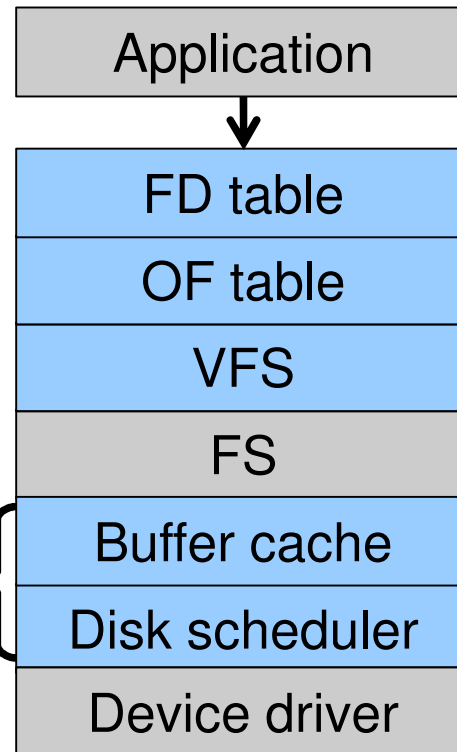 Application
FD table
OF table
VFS
FS
Buffer cache
Disk scheduler
Device driver